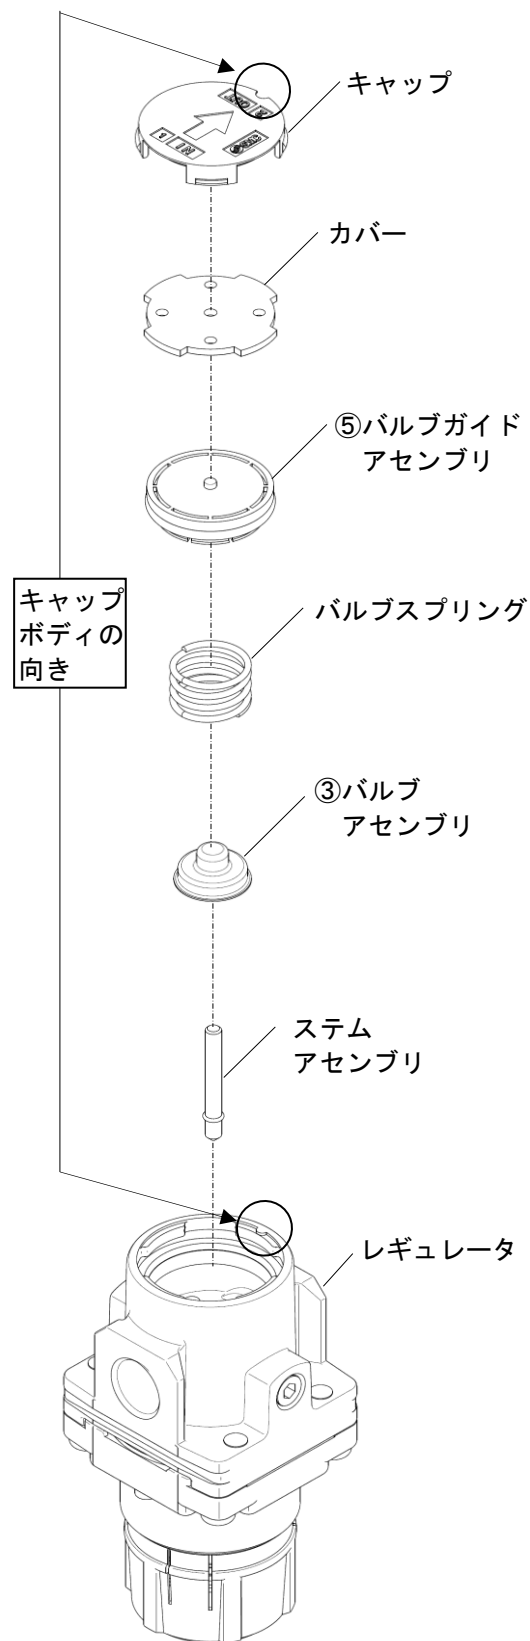 キャップ
カバー
⑤バルブガイド
アセンブリ
キャップ
ボディの
向き
バルブスプリング
③バルブ
アセンブリ
ステム
アセンブリ
レギュレータ
IN
1